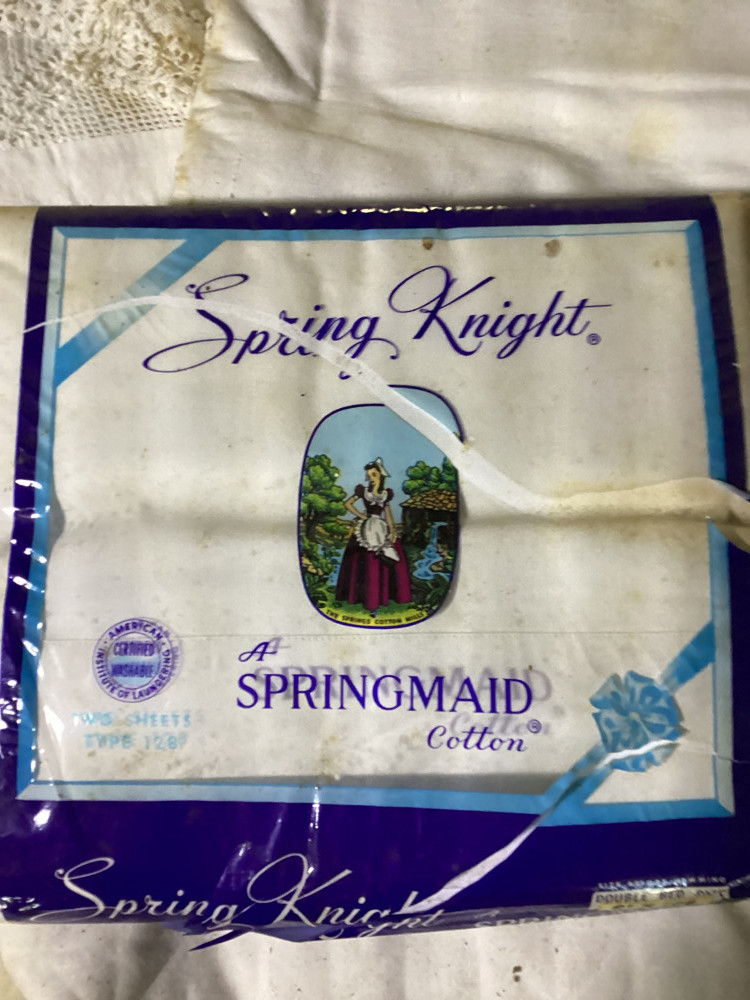 Spring Knight®
THE SPRINGS COTTON MILLS
AMERICAN
CERTIFIED
WASHABLE
INSTITUTE OF LAUNDERING
A
SPRINGMAID®
Cotton
TWO SHEETS
TYPE 128
Spring Knight
DOUBLE BED